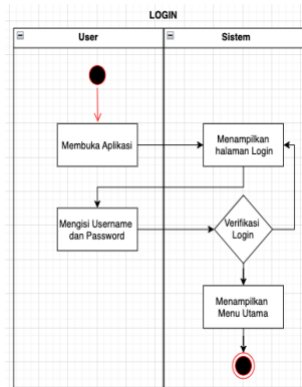 LOGIN
User
Sistem
Membuka Aplikasi
Menampilkan
halaman Login
Mengisi Username
dan Password
Verifikasi
Login
Menampilkan
Menu Utama